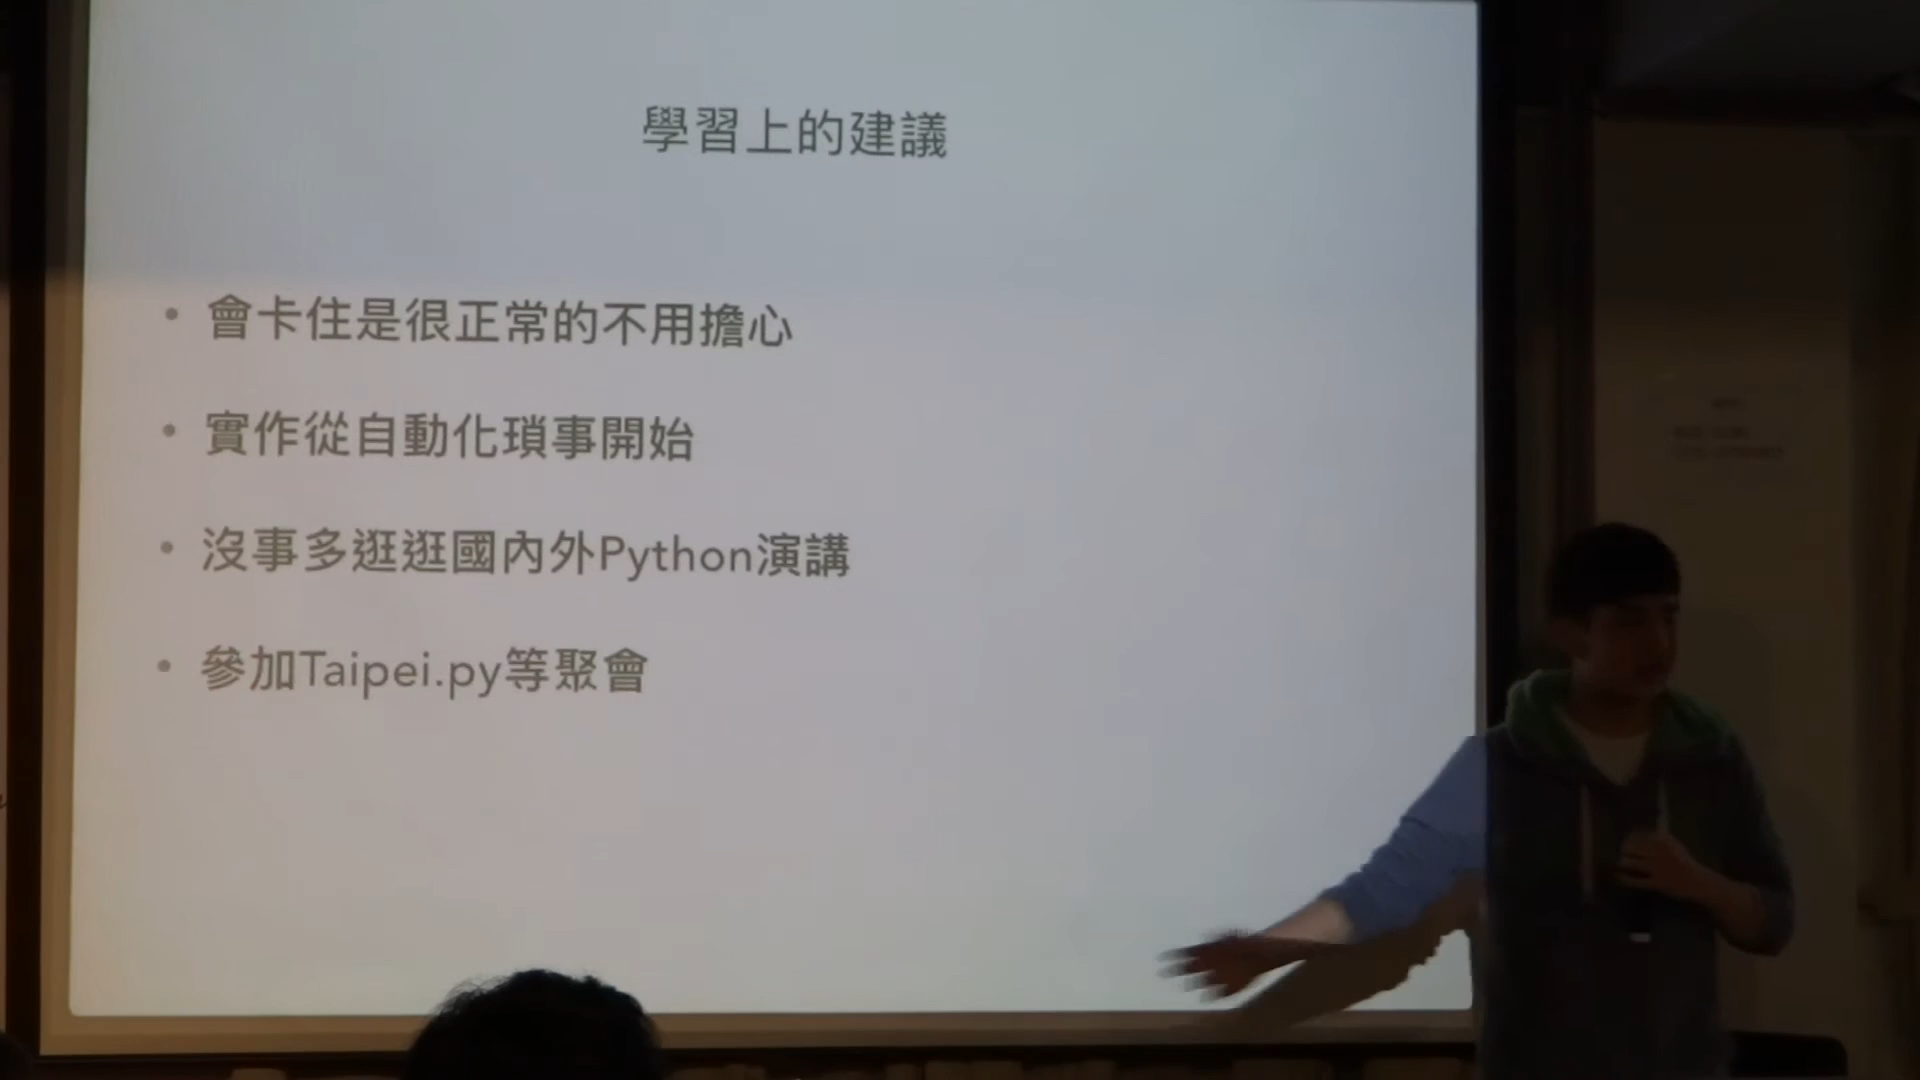 學習上的建議
• 會卡住是很正常的不用擔心
• 實作從自動化瑣事開始
• 沒事多逛逛國內外Python演講
• 參加Taipei.py等聚會